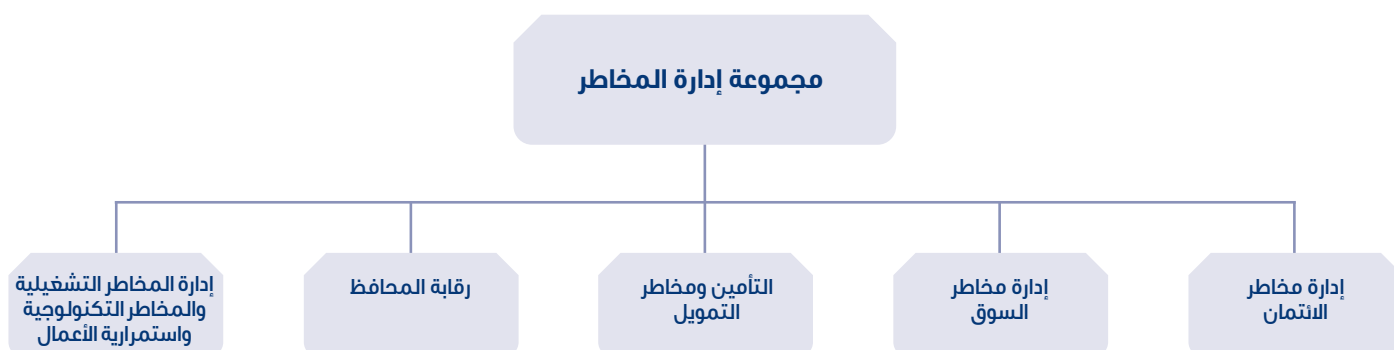 مجموعة إدارة المخاطر
إدارة مخاطر
الائتمان
إدارة مخاطر
السوق
التأمين ومخاطر
التمويل
رقابة المحافظ
إدارة المخاطر التشغيلية
والمخاطر التكنولوجية
واستمرارية الأعمال